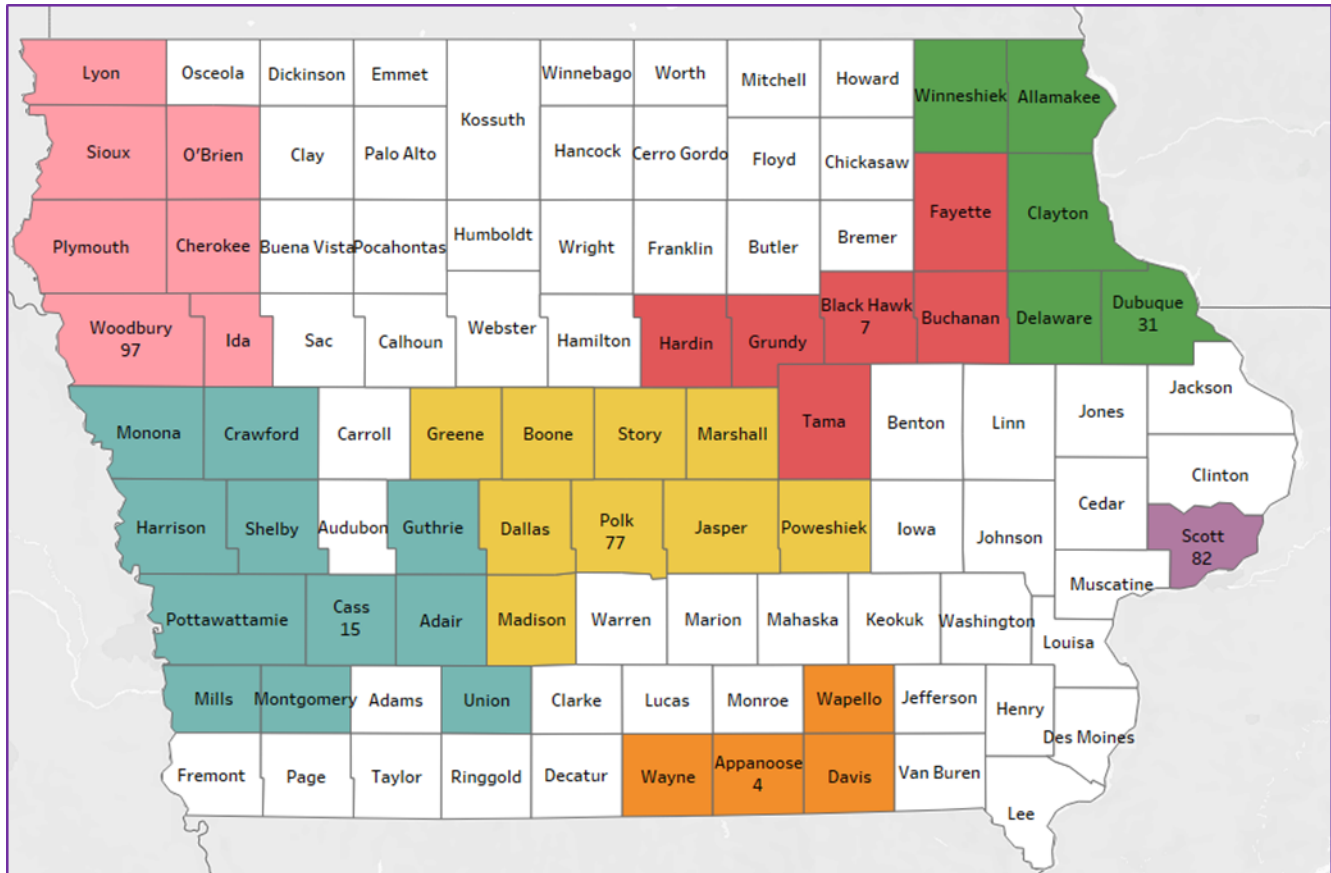 Lyon
Osceola
Dickinson
Emmet
Kossuth
Winnebago
Worth
Mitchell
Howard
Winneshiek
Allamakee
Sioux
O'Brien
Clay
Palo Alto
Hancock
Cerro Gordo
Floyd
Chickasaw
Fayette
Clayton
Plymouth
Cherokee
Buena Vista
Pocahontas
Humboldt
Wright
Franklin
Butler
Bremer
Woodbury
97
Ida
Sac
Calhoun
Webster
Hamilton
Hardin
Grundy
Black Hawk
7
Buchanan
Delaware
Dubuque
31
Monona
Crawford
Carroll
Greene
Boone
Story
Marshall
Tama
Benton
Linn
Jones
Jackson
Clinton
Harrison
Shelby
Audubon
Guthrie
Dallas
Polk
77
Jasper
Poweshiek
Iowa
Johnson
Cedar
Scott
82
Muscatine
Pottawattamie
Cass
15
Adair
Madison
Warren
Marion
Mahaska
Keokuk
Washington
Louisa
Mills
Montgomery
Adams
Union
Clarke
Lucas
Monroe
Wapello
Jefferson
Henry
Des Moines
Fremont
Page
Taylor
Ringgold
Decatur
Wayne
Appanoose
4
Davis
Van Buren
Lee